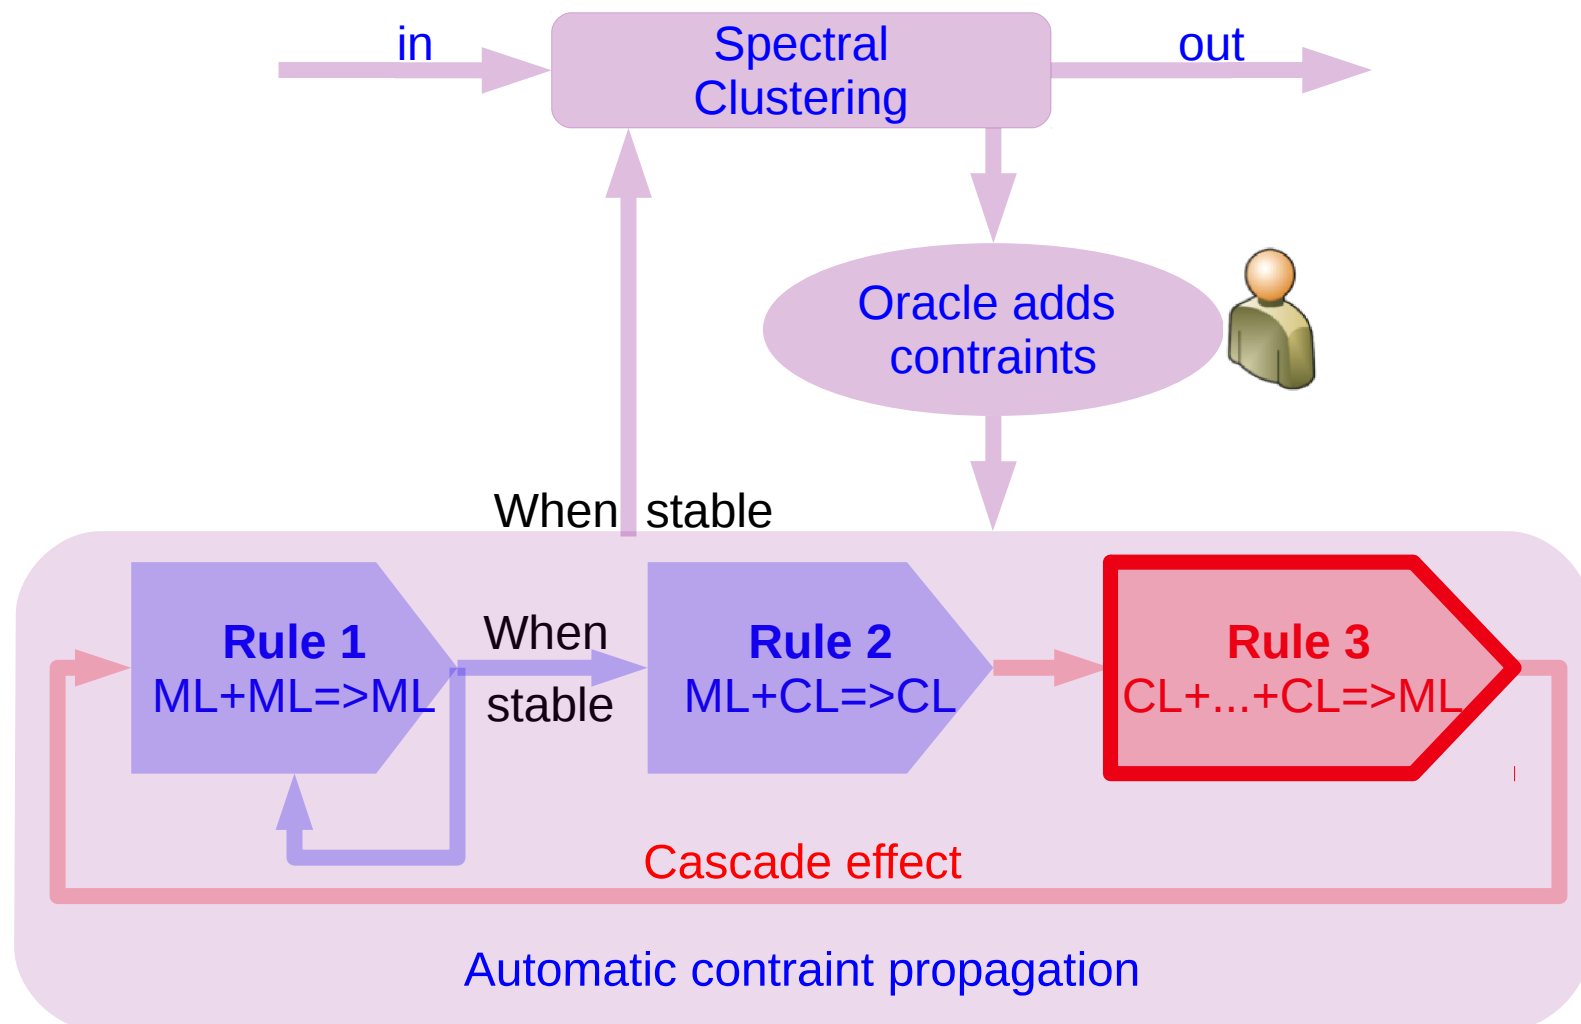 in
Spectral
Clustering
out
Oracle adds
contraints
When stable
Rule 1
ML+ML=>ML
When
stable
Rule 2
ML+CL=>CL
Rule 3
CL+...+CL=>ML
Cascade effect
Automatic contraint propagation